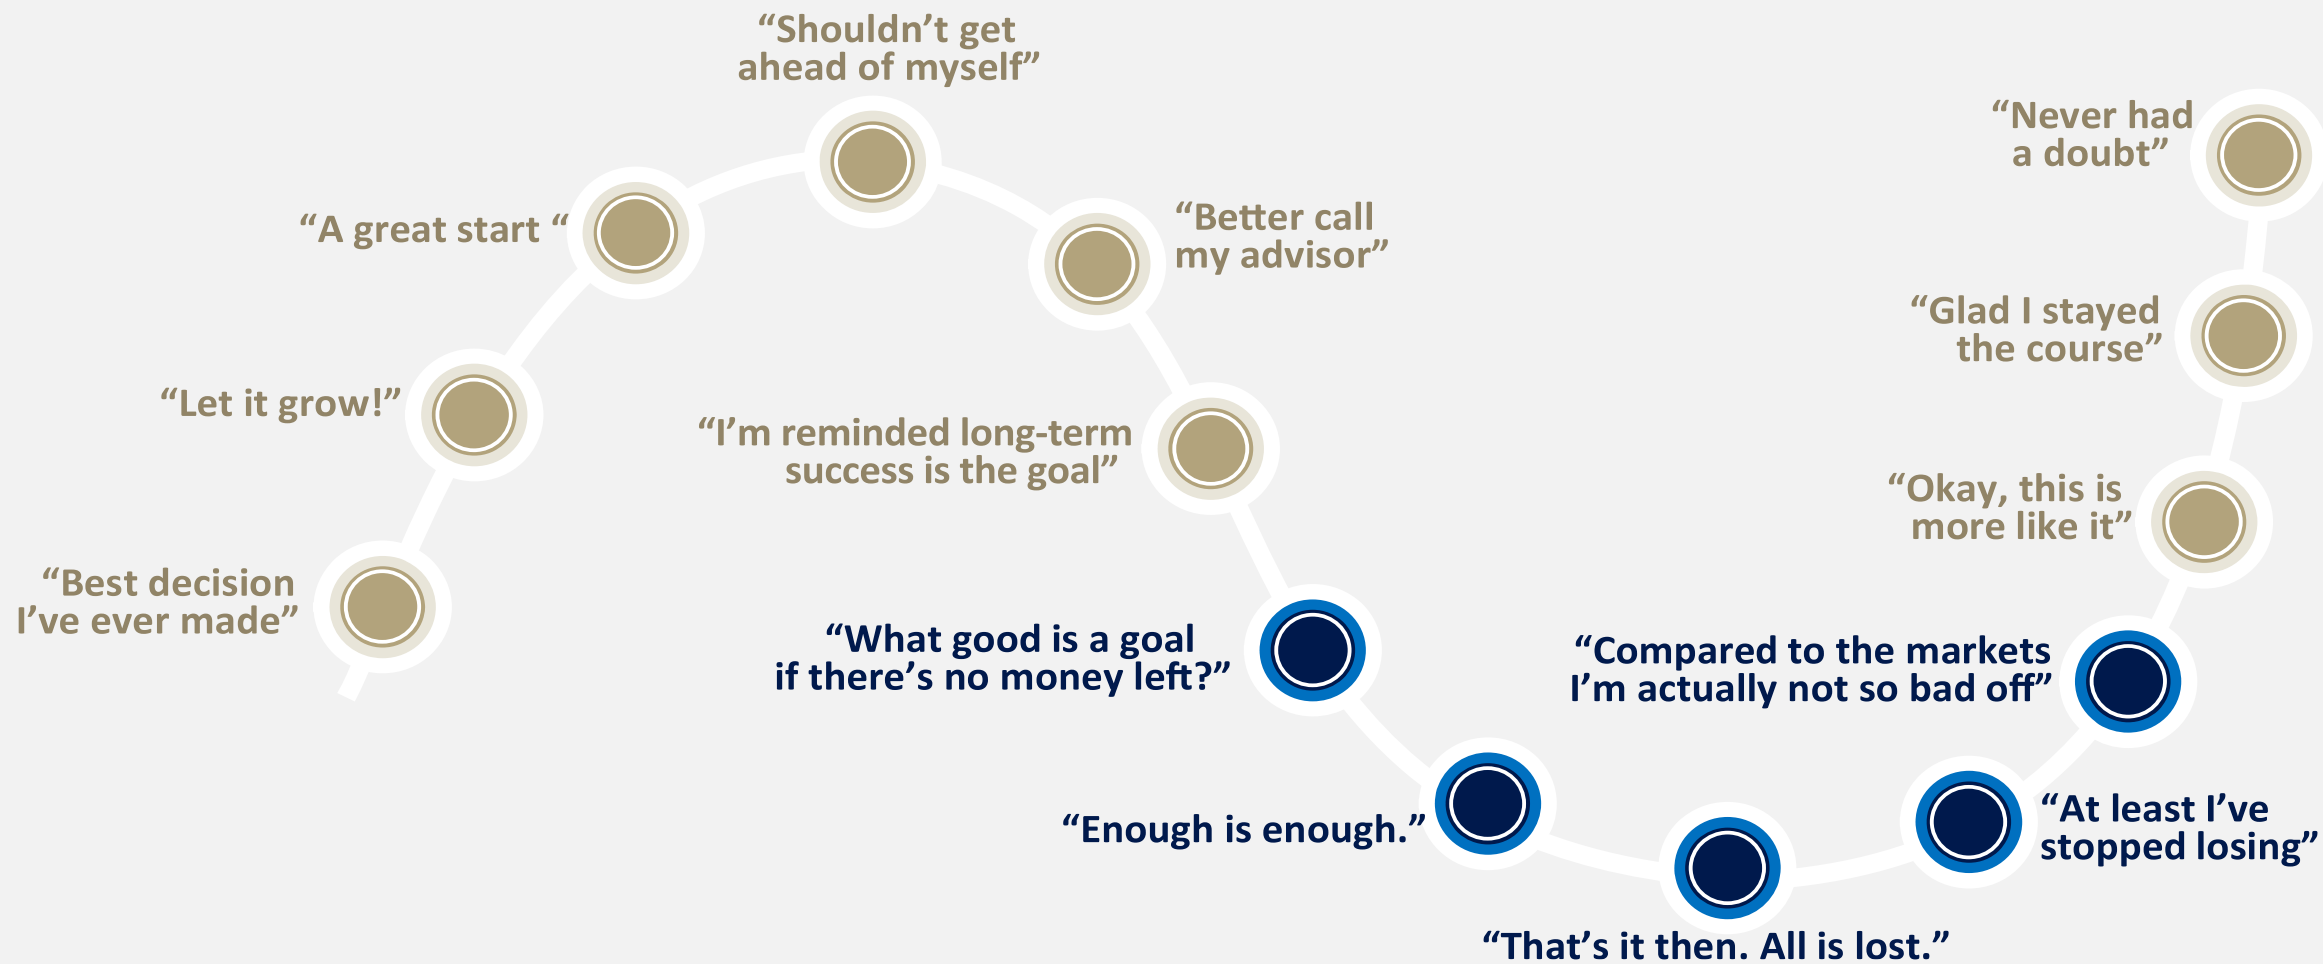 “Best decision
I’ve ever made”
“Let it grow!”
“A great start “
“Shouldn’t get
ahead of myself”
“Better call
my advisor”
“I’m reminded long-term
success is the goal”
“What good is a goal
if there’s no money left?”
“Enough is enough.”
“That’s it then. All is lost.”
“At least I’ve
stopped losing”
“Compared to the markets
I’m actually not so bad off”
“Okay, this is
more like it”
“Glad I stayed
the course”
“Never had
a doubt”